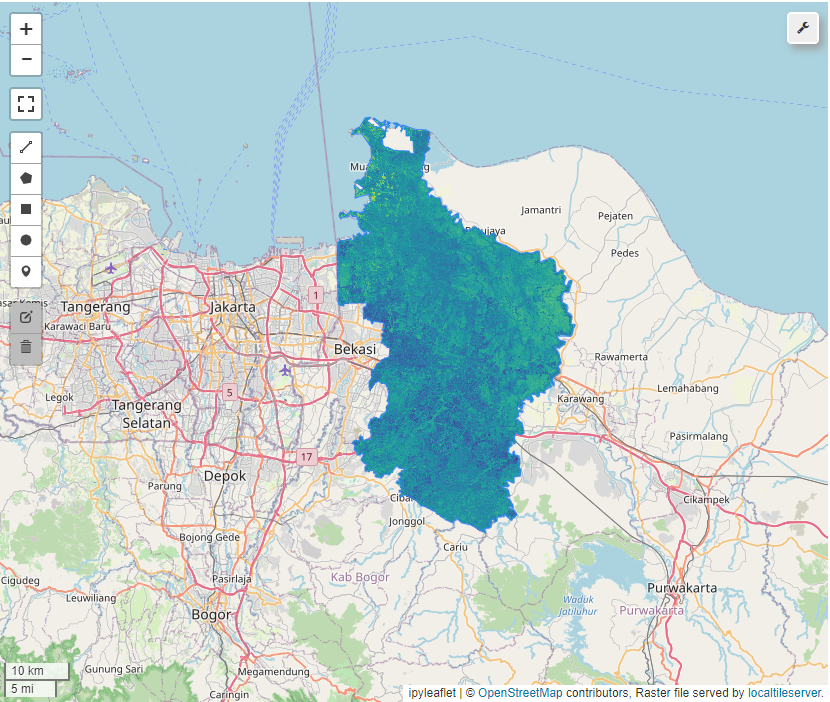 +
−
Jamantri
Pejaten
Pedes
Tangerang
Jakarta
1
Karawaci Baru
Bekasi
Rawamerta
Legok
5
Karawang
Lemahabang
Tangerang
Selatan
Pasirmalang
17
Depok
Parung
Cikampek
Jonggol
Bojong Gede
Cariu
Cigudeg
Pasirlaja
Kab Bogor
Purwakarta
Leuwiliang
Waduk
Jatiluhur
Purwakarta
Bogor
10 km
Gunung Sari
Megamendung
5 mi
Caringin
ipyleaflet | © OpenStreetMap contributors, Raster file served by localtileserver.